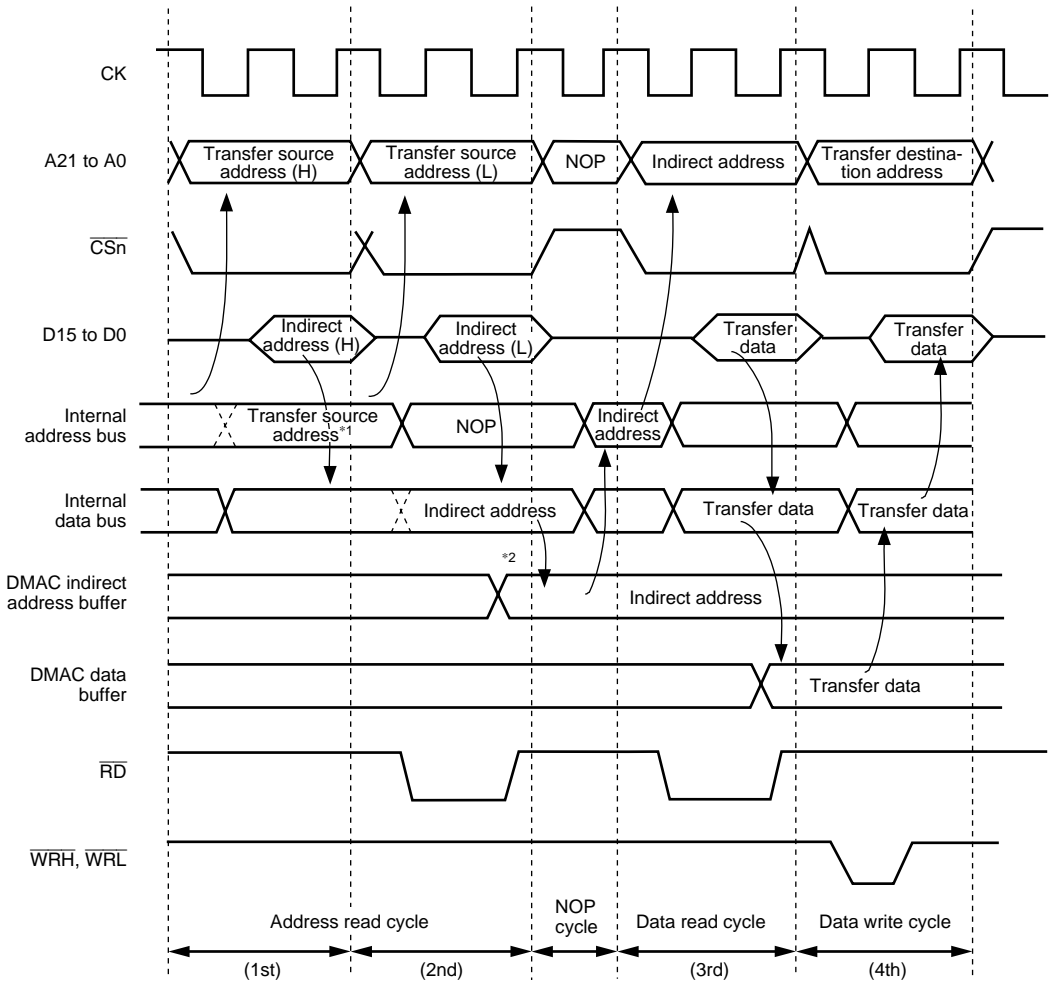 CK
A21 to A0
Transfer source
address (H)
Transfer source
address (L)
NOP
Indirect address
Transfer destina-
tion address
CSn
D15 to D0
Indirect
address (H)
Indirect
address (L)
Transfer
data
Transfer
data
Internal
address bus
Transfer source
address*1
NOP
Indirect
address
Internal
data bus
Indirect address
Transfer data
Transfer data
*2
DMAC indirect
address buffer
Indirect address
DMAC data
buffer
Transfer data
RD
WRH, WRL
Address read cycle
NOP
cycle
Data read cycle
Data write cycle
(1st)
(2nd)
(3rd)
(4th)